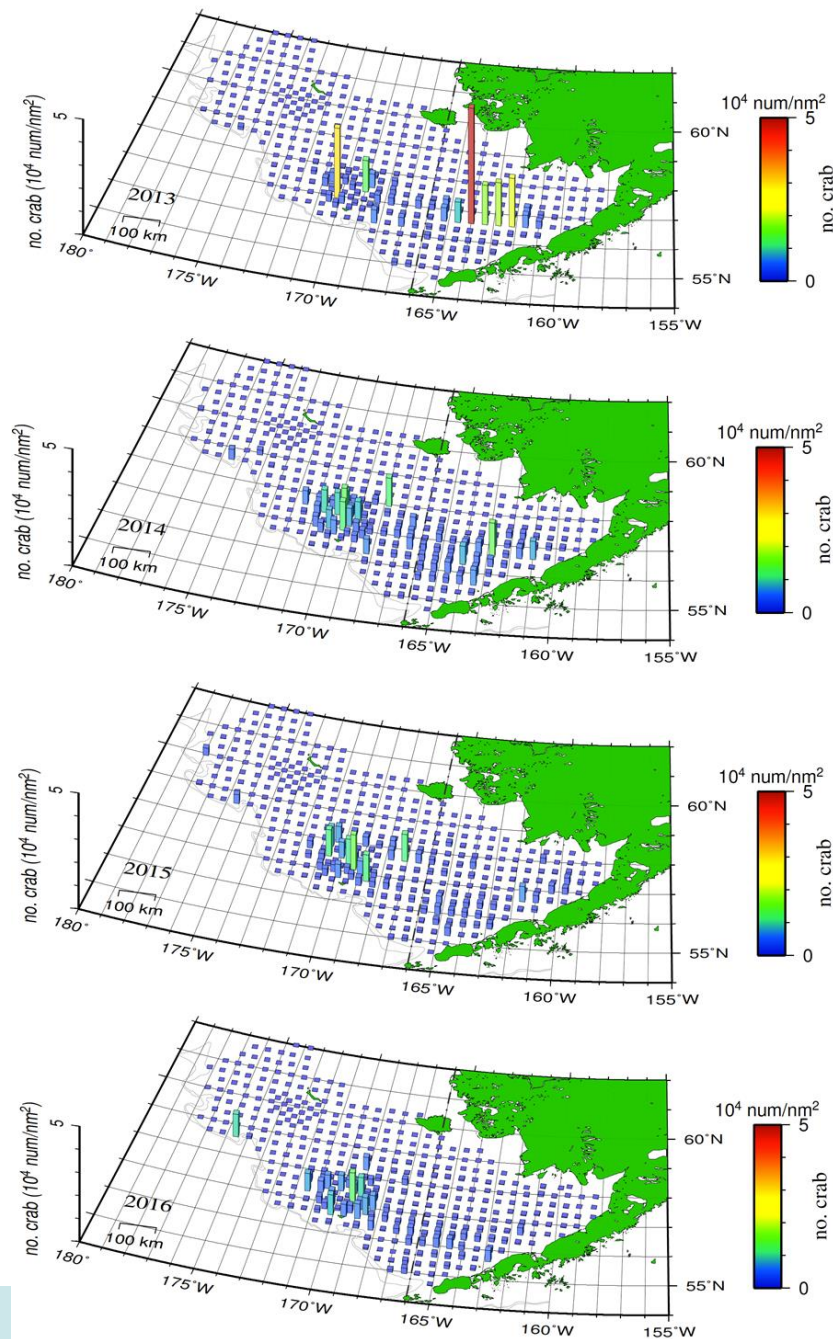 10⁴ num/nm²
5
60˚N
no. crab (10⁴ num/nm²)
5
no. crab
2013
100 km
0
180˚
55˚N
175˚W
170˚W
165˚W
160˚W
155˚W
10⁴ num/nm²
5
60˚N
no. crab (10⁴ num/nm²)
5
no. crab
2014
100 km
0
180˚
55˚N
175˚W
170˚W
165˚W
160˚W
155˚W
10⁴ num/nm²
5
60˚N
no. crab (10⁴ num/nm²)
5
no. crab
2015
100 km
0
180˚
55˚N
175˚W
170˚W
165˚W
160˚W
155˚W
10⁴ num/nm²
5
60˚N
no. crab (10⁴ num/nm²)
5
no. crab
2016
100 km
0
180˚
55˚N
175˚W
170˚W
165˚W
160˚W
155˚W